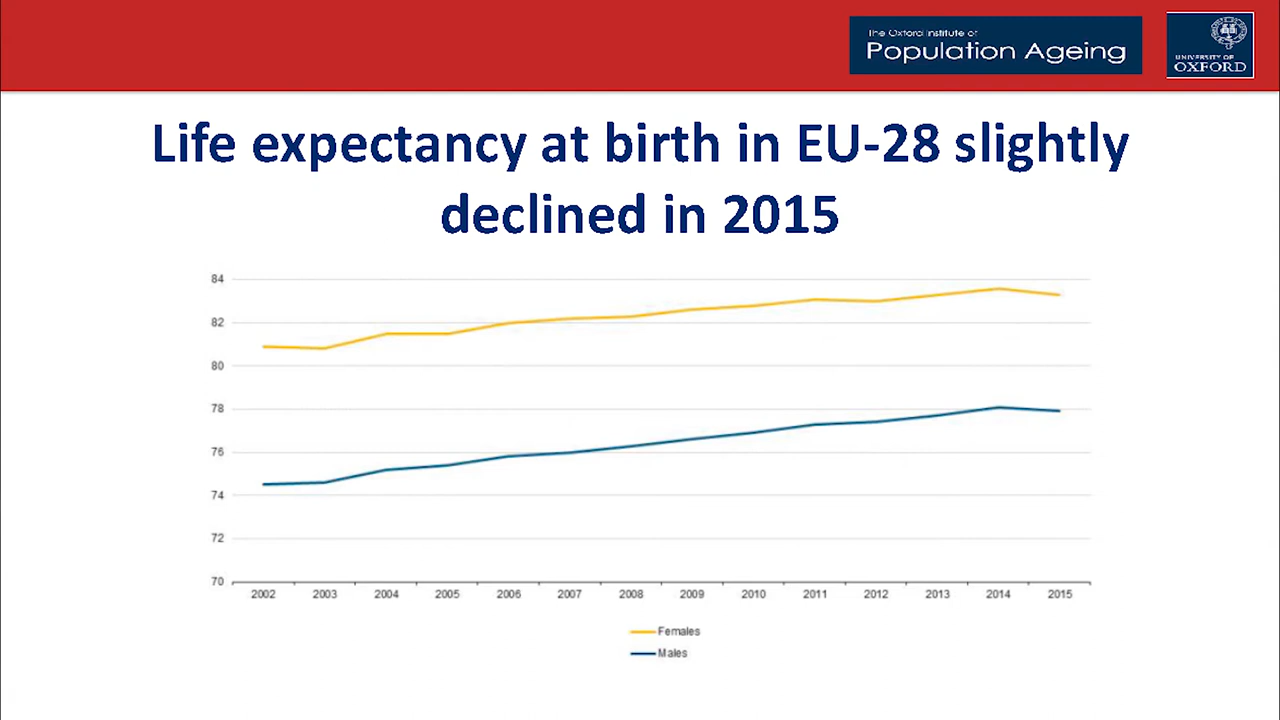 The Oxford Institute of
Population Ageing
UNIVERSITY OF
OXFORD
Life expectancy at birth in EU-28 slightly
declined in 2015
84
82
80
78
76
74
72
70
2002 2003 2004 2005 2006 2007 2008 2009 2010 2011 2012 2013 2014 2015
Females
Males